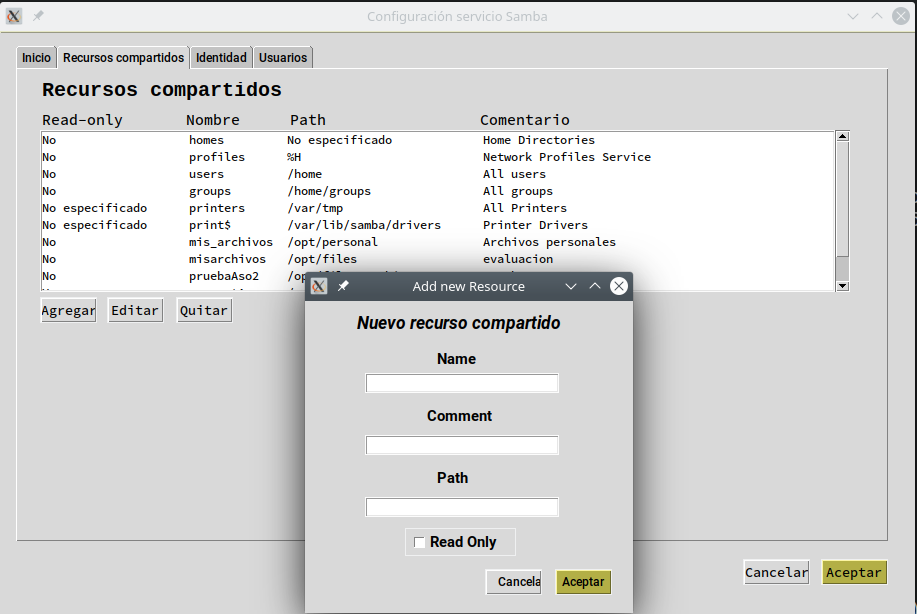 Configuración servicio Samba
Inicio Recursos compartidos Identidad Usuarios
Recursos compartidos
Read-only Nombre Path Comentario
No homes No especificado Home Directories
No profiles %H Network Profiles Service
No users /home All users
No groups /home/groups All groups
No especificado printers /var/tmp All Printers
No especificado print$ /var/lib/samba/drivers Printer Drivers
No mis_archivos /opt/personal Archivos personales
No misarchivos /opt/files evaluacion
No pruebaAso2
Agregar Editar Quitar
Add new Resource
Nuevo recurso compartido
Name
Comment
Path
Read Only
Cancela Aceptar
Cancelar Aceptar